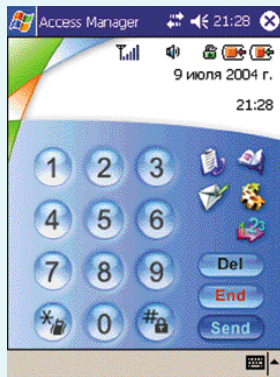 Access Manager 21:28
9 июля 2004 г.
21:28
1 2 3
4 5 6
7 8 9 Del
End
* 0 # Send